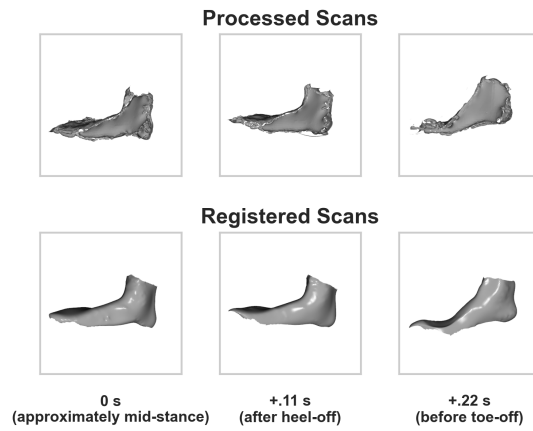 Processed Scans
Registered Scans
0 s
(approximately mid-stance)
+.11 s
(after heel-off)
+.22 s
(before toe-off)